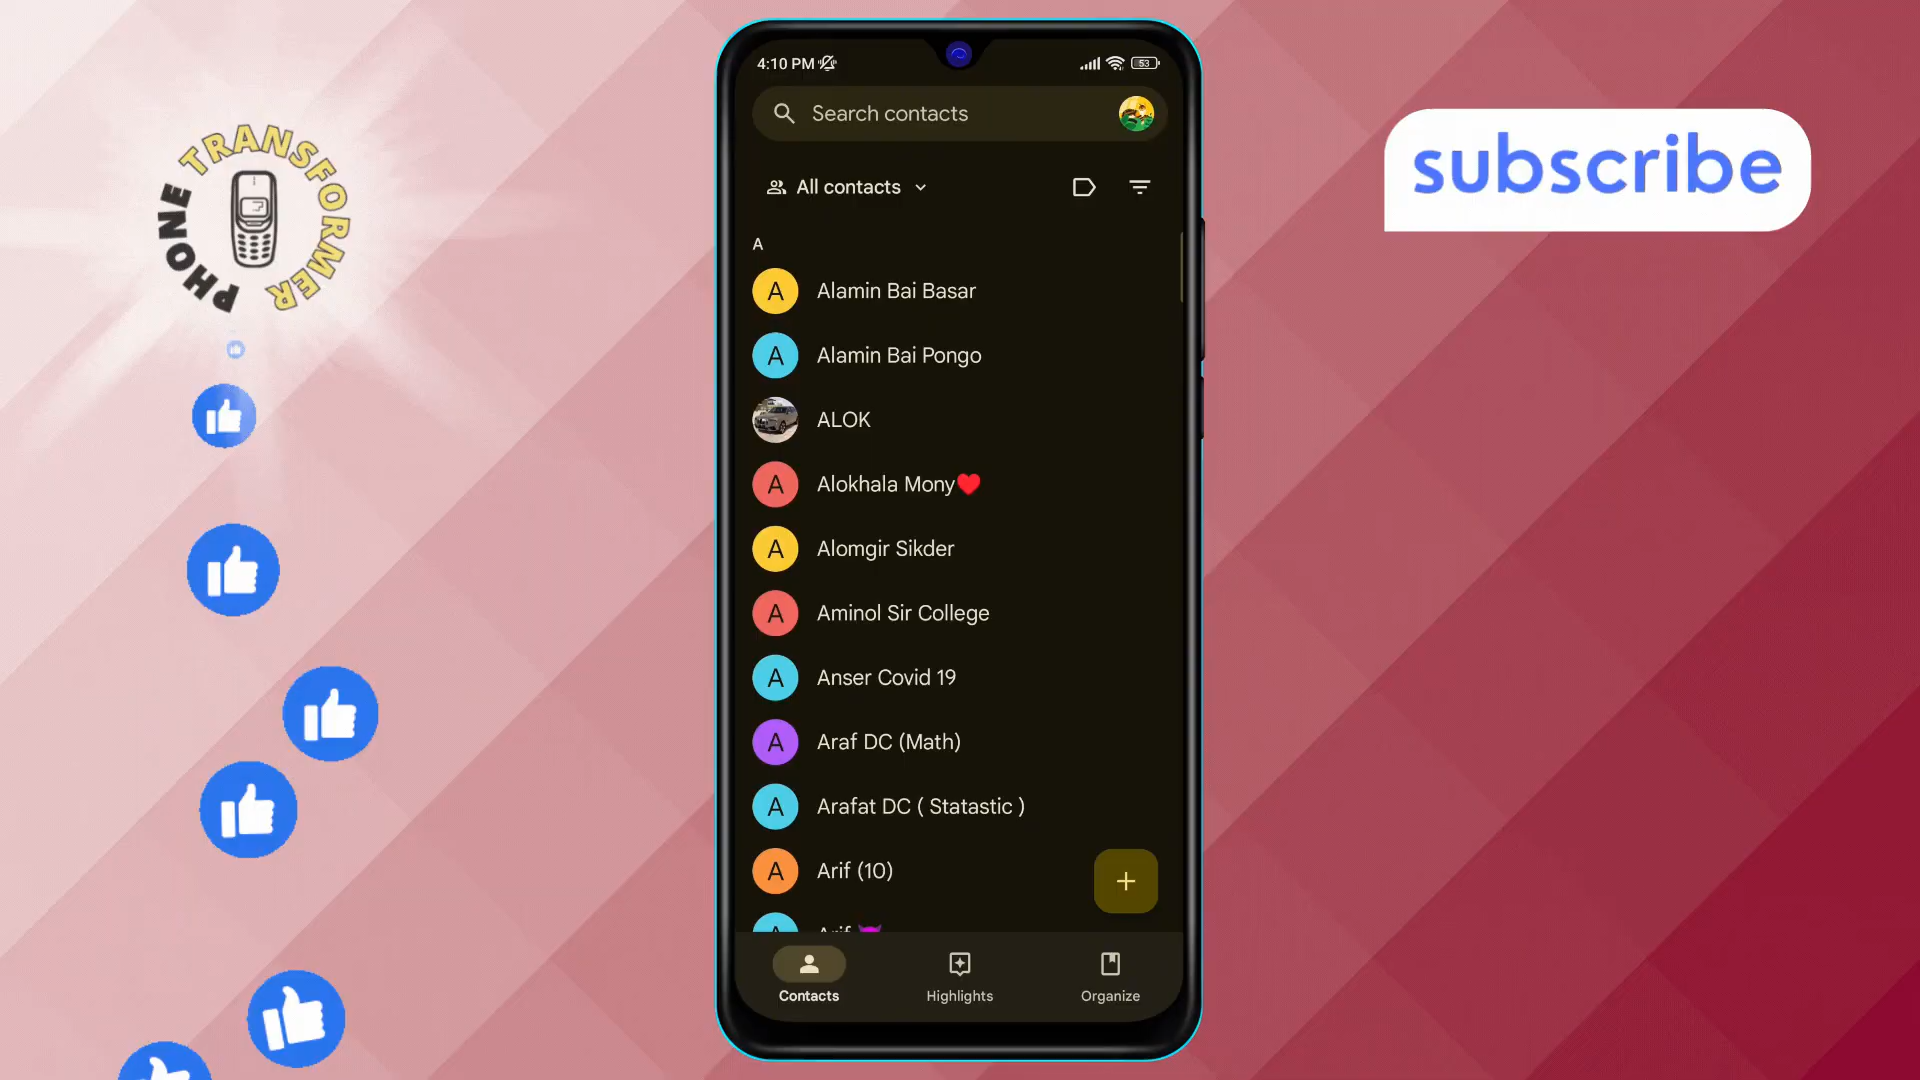 PHONE TRANSFORMER
subscribe
4:10 PM
53
Search contacts
All contacts
A
A Alamin Bai Basar
A Alamin Bai Pongo
ALOK
A Alokhala Mony❤️
A Alomgir Sikder
A Aminol Sir College
A Anser Covid 19
A Araf DC (Math)
A Arafat DC ( Statastic )
A Arif (10)
A Arif 😈
+
Contacts
Highlights
Organize